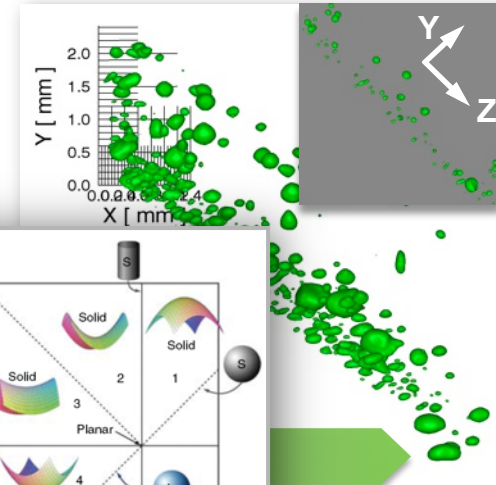 Y
Z
Y [ mm ]
2.0
1.5
1.0
0.5
0.0
X [ mm
S
Solid
Solid
S
2
1
Solid
3
Planar
4